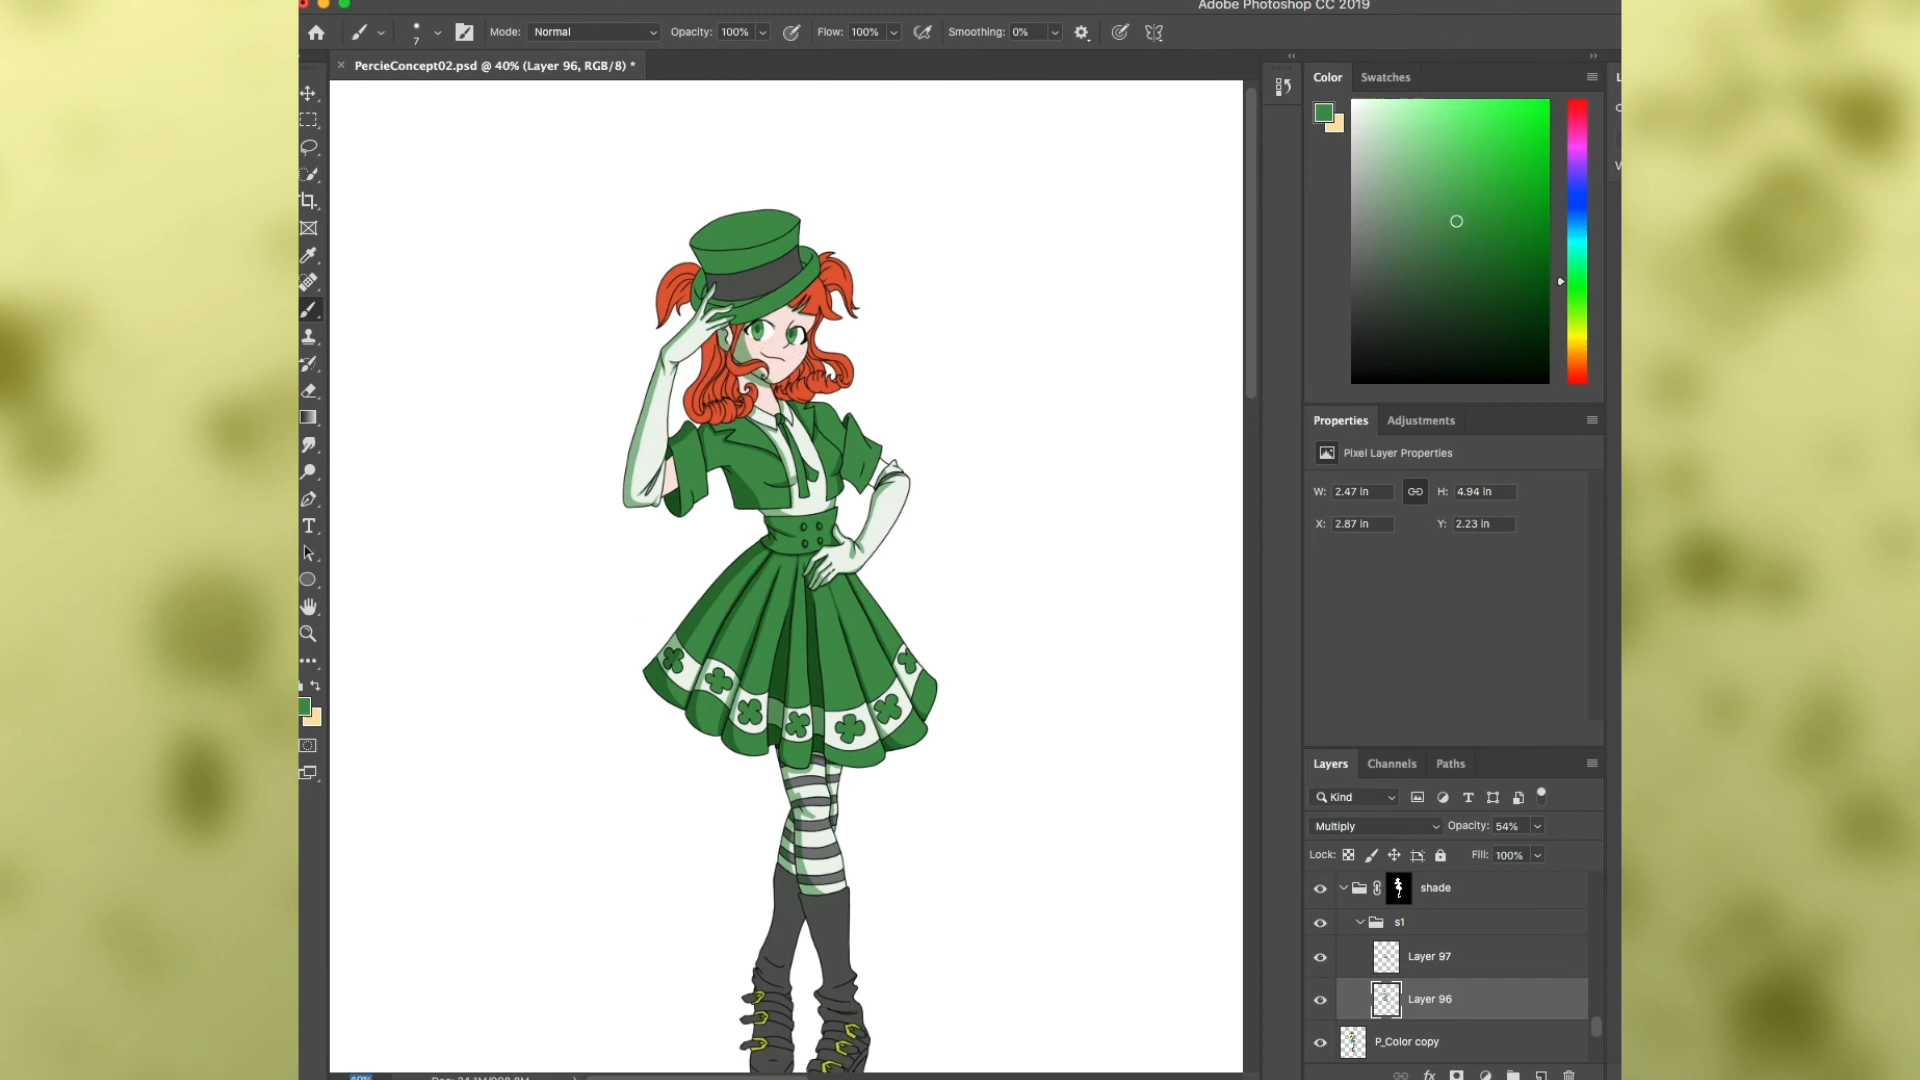 Adobe Photoshop CC 2019
7 Mode: Normal Opacity: 100% Flow: 100% Smoothing: 0%
× PercieConcept02.psd @ 40% (Layer 96, RGB/8) *
Color Swatches
Properties Adjustments
Pixel Layer Properties
W: 2.47 in H: 4.94 in
X: 2.87 in Y: 2.23 in
Layers Channels Paths
Kind
Multiply Opacity: 54%
Lock: Fill: 100%
shade
s1
Layer 97
Layer 96
P_Color copy
fx